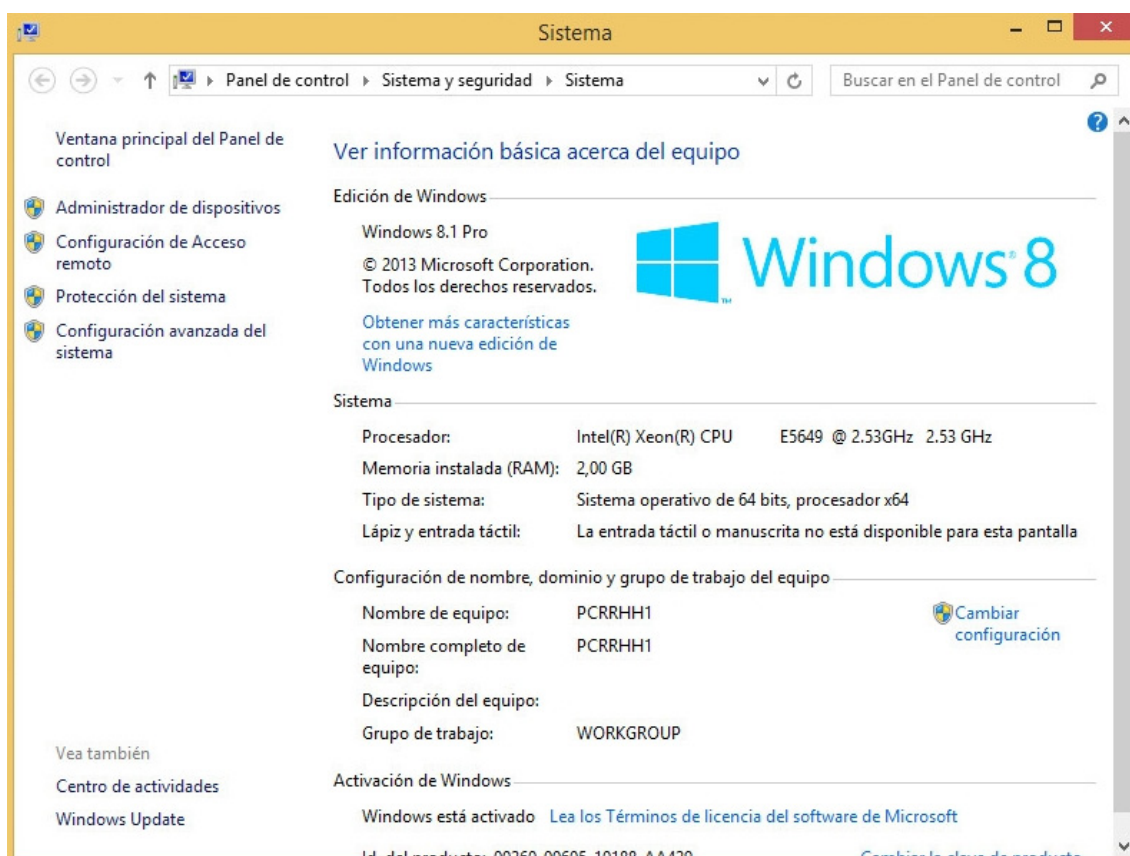 Sistema
Panel de control ▸ Sistema y seguridad ▸ Sistema
Buscar en el Panel de control
Ventana principal del Panel de
control
Administrador de dispositivos
Configuración de Acceso
remoto
Protección del sistema
Configuración avanzada del
sistema
Vea también
Centro de actividades
Windows Update
Ver información básica acerca del equipo
Edición de Windows
Windows 8.1 Pro
© 2013 Microsoft Corporation.
Todos los derechos reservados.
Obtener más características
con una nueva edición de
Windows
Windows® 8
Sistema
Procesador: Intel(R) Xeon(R) CPU E5649 @ 2.53GHz 2.53 GHz
Memoria instalada (RAM): 2,00 GB
Tipo de sistema: Sistema operativo de 64 bits, procesador x64
Lápiz y entrada táctil: La entrada táctil o manuscrita no está disponible para esta pantalla
Configuración de nombre, dominio y grupo de trabajo del equipo
Nombre de equipo: PCRRHH1
Cambiar
configuración
Nombre completo de
equipo: PCRRHH1
Descripción del equipo:
Grupo de trabajo: WORKGROUP
Activación de Windows
Windows está activado Lea los Términos de licencia del software de Microsoft
Id. del producto: Cambiar la clave de producto